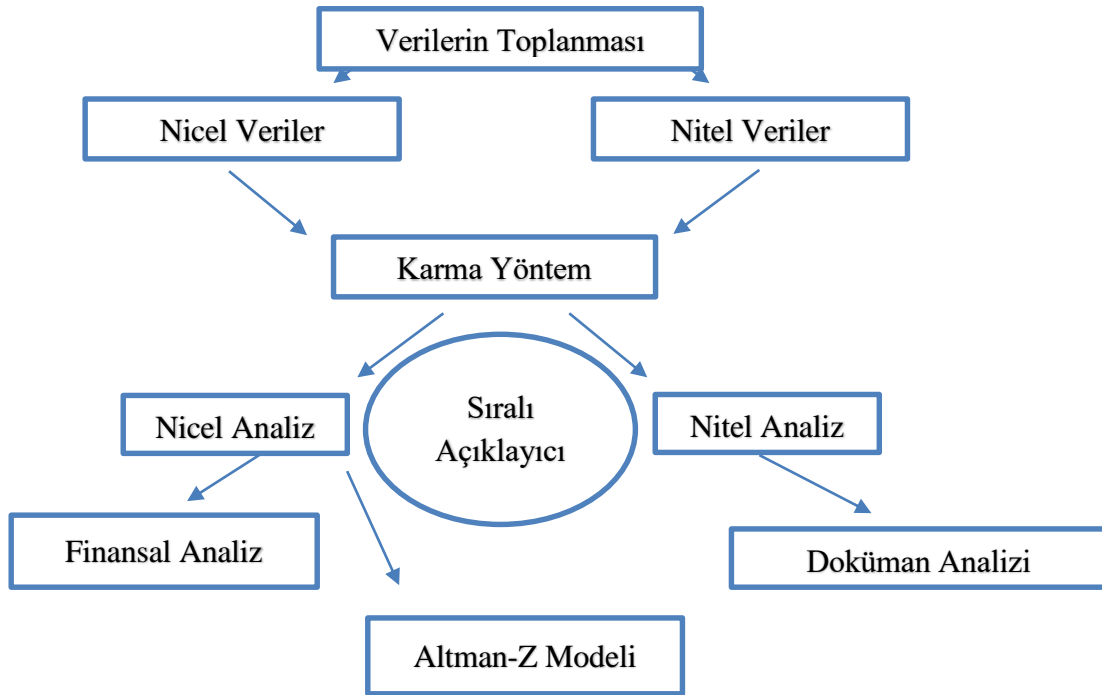 Verilerin Toplanması
Nicel Veriler
Nitel Veriler
Karma Yöntem
Sıralı
Açıklayıcı
Nicel Analiz
Nitel Analiz
Finansal Analiz
Doküman Analizi
Altman-Z Modeli